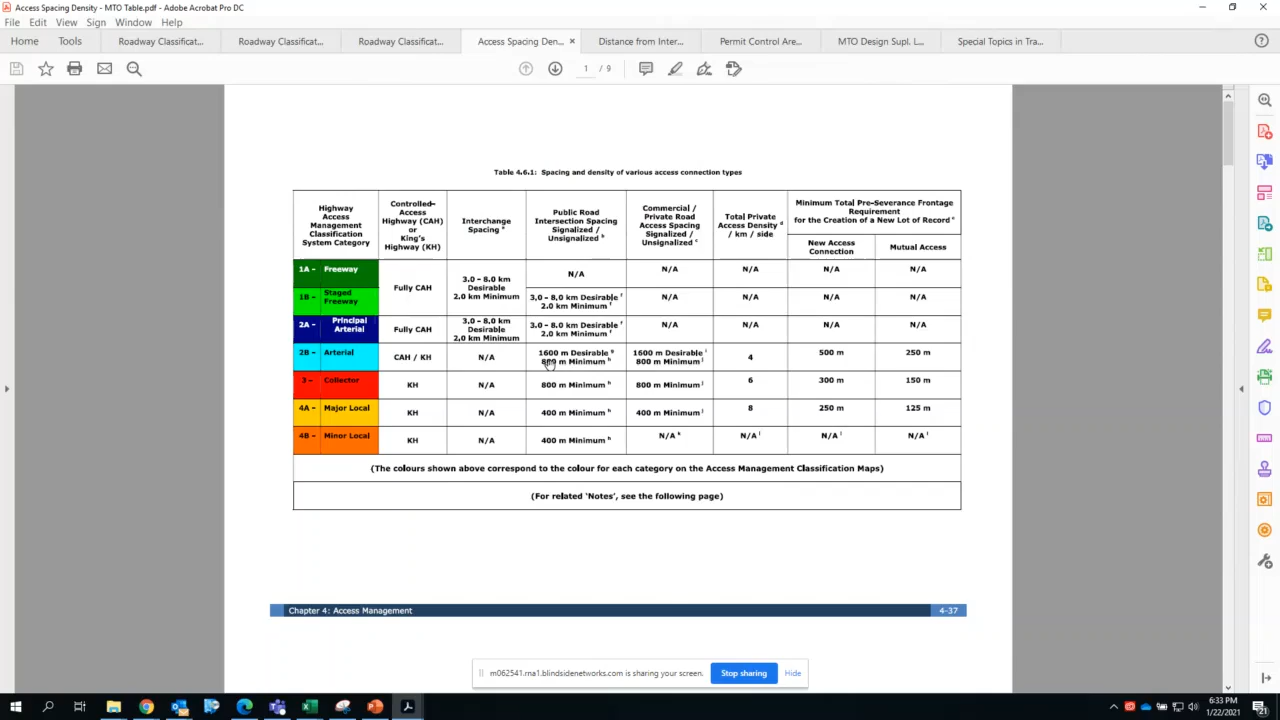 Access Spacing Density - MTO Table.pdf - Adobe Acrobat Pro DC
File Edit View Sign Window Help
Home Tools Roadway Classificat... Roadway Classificat... Roadway Classificat... Access Spacing Den... × Distance from Inter... Permit Control Are... MTO Design Supl. L... Special Topics in Tra...
1 / 9
Table 4.6.1: Spacing and density of various access connection types
Highway
Access
Management
Classification
System Category
Controlled-
Access
Highway (CAH)
or
King's
Highway (KH)
Interchange
Spacing a
Public Road
Intersection Spacing
Signalized /
Unsignalized b
Commercial /
Private Road
Access Spacing
Signalized /
Unsignalized c
Total Private
Access Density d
/ km / side
Minimum Total Pre-Severance Frontage
Requirement
for the Creation of a New Lot of Record e
New Access
Connection
Mutual Access
1A - Freeway
Fully CAH
3.0 – 8.0 km
Desirable
2.0 km Minimum
N/A
N/A
N/A
N/A
N/A
1B - Staged
Freeway
3.0 – 8.0 km Desirable f
2.0 km Minimum f
N/A
N/A
N/A
N/A
2A - Principal
Arterial
Fully CAH
3.0 – 8.0 km
Desirable
2.0 km Minimum
3.0 – 8.0 km Desirable f
2.0 km Minimum f
N/A
N/A
N/A
N/A
2B - Arterial
CAH / KH
N/A
1600 m Desirable g
800 m Minimum h
1600 m Desirable i
800 m Minimum j
4
500 m
250 m
3 - Collector
KH
N/A
800 m Minimum h
800 m Minimum j
6
300 m
150 m
4A - Major Local
KH
N/A
400 m Minimum h
400 m Minimum j
8
250 m
125 m
4B - Minor Local
KH
N/A
400 m Minimum h
N/A k
N/A l
N/A l
N/A l
(The colours shown above correspond to the colour for each category on the Access Management Classification Maps)
(For related 'Notes', see the following page)
Chapter 4: Access Management 4-37
m062541.rna1.blindsidenetworks.com is sharing your screen. Stop sharing Hide
6:33 PM
1/22/2021
21